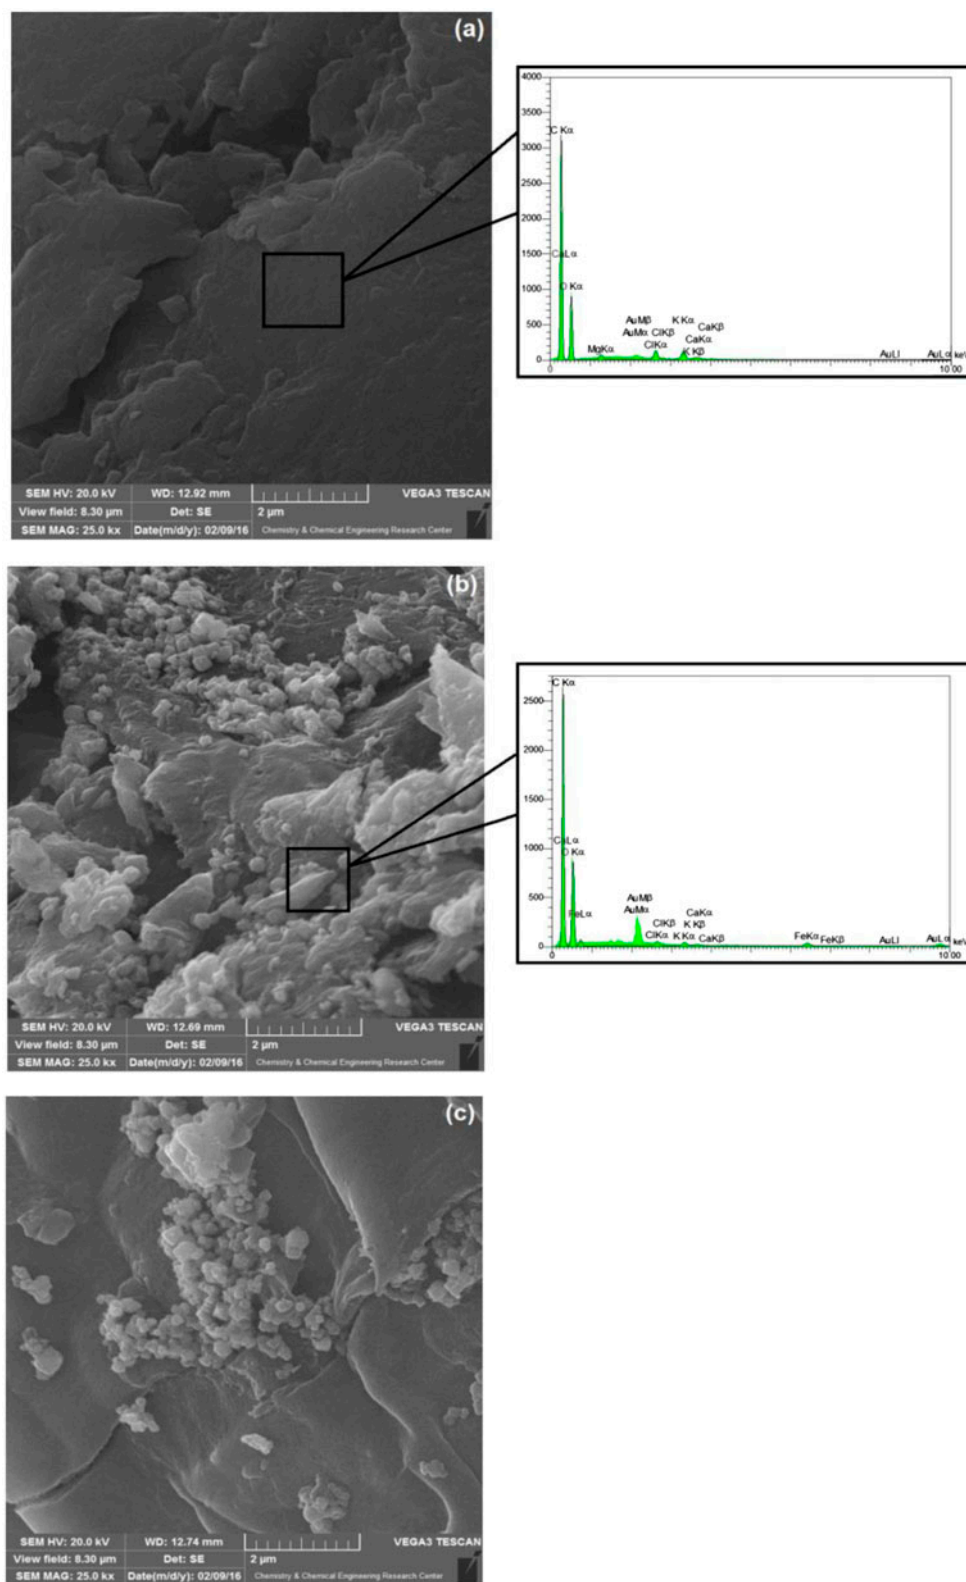 (a)
4000
3500
3000
2500
2000
1500
1000
500
0
C Kα
CaLα
O Kα
MgKα
AuMβ
AuMα
ClKβ
ClKα
K Kα
CaKβ
CaKα
K Kβ
AuLl
AuLα
0
10.00
keV
SEM HV: 20.0 kV WD: 12.92 mm VEGA3 TESCAN
View field: 8.30 µm Det: SE 2 µm
SEM MAG: 25.0 kx Date(m/d/y): 02/09/16 Chemistry & Chemical Engineering Research Center
(b)
2500
2000
1500
1000
500
0
C Kα
CaLα
O Kα
FeLα
AuMβ
AuMα
ClKβ
ClKα
CaKα
K Kβ
K Kα
CaKβ
FeKα
FeKβ
AuLl
AuLα
0
10.00
keV
SEM HV: 20.0 kV WD: 12.69 mm VEGA3 TESCAN
View field: 8.30 µm Det: SE 2 µm
SEM MAG: 25.0 kx Date(m/d/y): 02/09/16 Chemistry & Chemical Engineering Research Center
(c)
SEM HV: 20.0 kV WD: 12.74 mm VEGA3 TESCAN
View field: 8.30 µm Det: SE 2 µm
SEM MAG: 25.0 kx Date(m/d/y): 02/09/16 Chemistry & Chemical Engineering Research Center